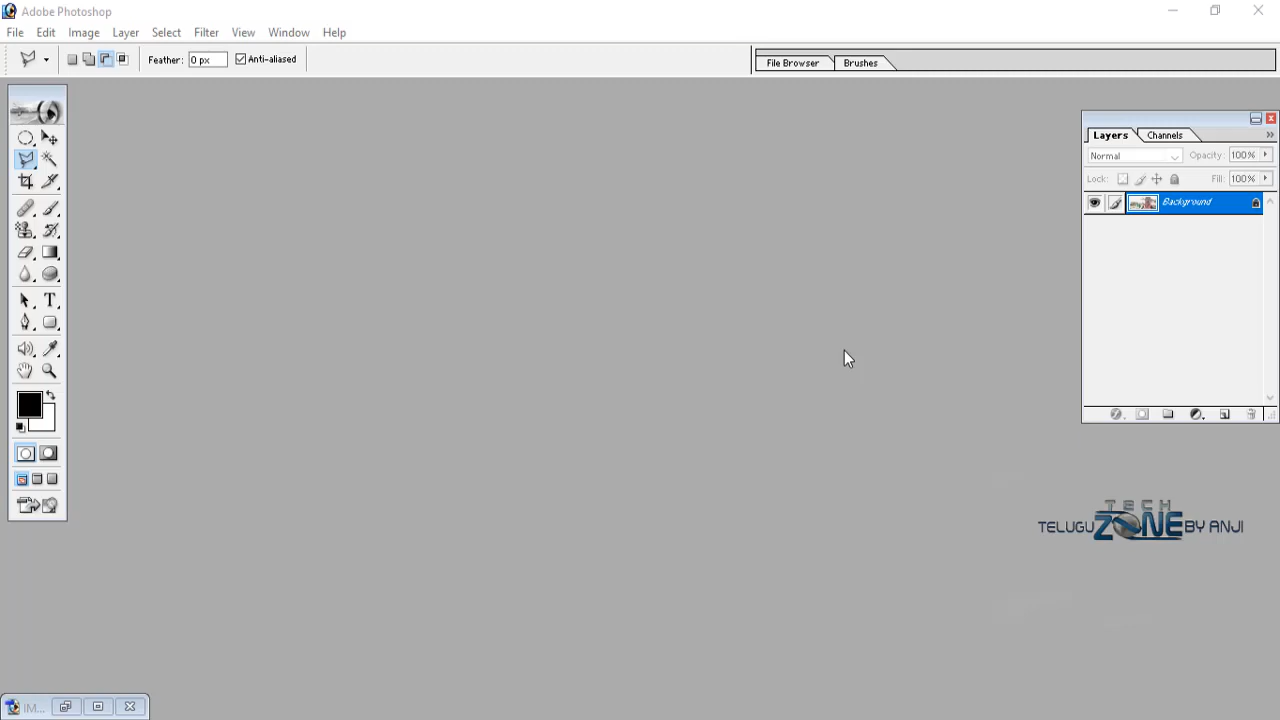 Adobe Photoshop
File Edit Image Layer Select Filter View Window Help
Feather: 0 px Anti-aliased
File Browser Brushes
Layers Channels
Normal Opacity: 100%
Lock: Fill: 100%
Background
T
TECH
TELUGU ZONE BY ANJI
IM...